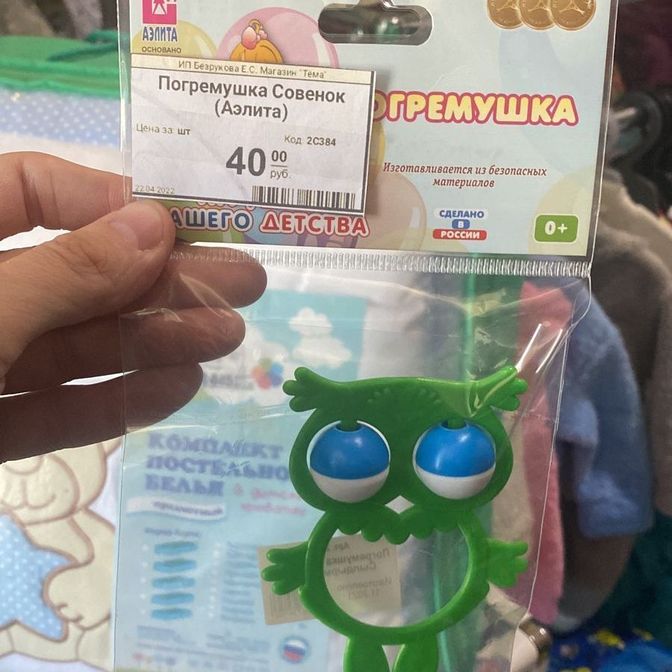 АЭЛИТА
ОСНОВАНО
ИП Безрукова Е.С. Магазин "Тёма"
Погремушка Совенок
(Аэлита)
Цена за: шт
Код: 2С384
40 00
руб.
22.04.2022
ОГРЕМУШКА
Изготавливается из безопасных
материалов
АШЕГО ДЕТСТВА
СДЕЛАНО
В
РОССИИ
0+
КОМПЛЕКТ
ПОСТЕЛЬНО
БЕЛЬЯ